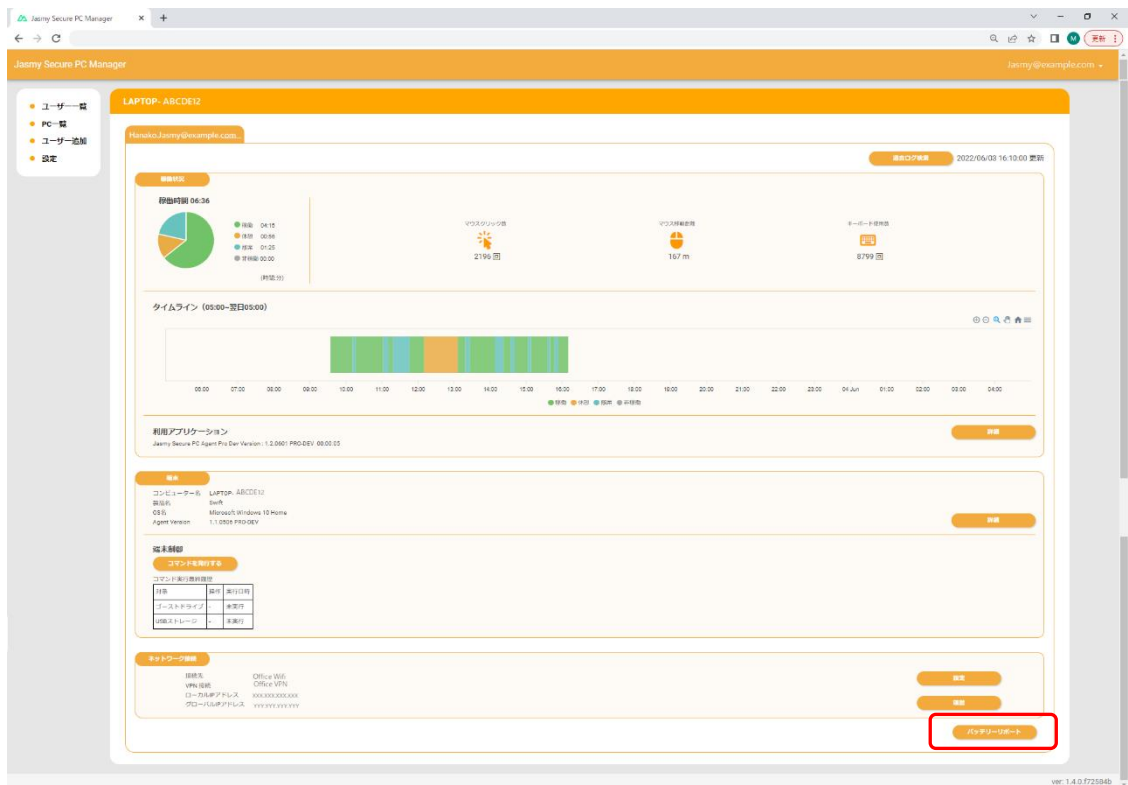 Jasmy Secure PC Manager
更新
Jasmy Secure PC Manager
Jasmy@example.com
ユーザー一覧
PC一覧
ユーザー追加
設定
LAPTOP- ABCDE12
Hanako.Jasmy@example.com...
過去ログ検索
2022/06/03 16:10:00 更新
稼働状況
稼働時間 06:36
稼働 04:15
休憩 00:56
離席 01:25
非稼働 00:00
(時間:分)
マウスクリック数
2196 回
マウス移動距離
167 m
キーボード使用数
8799 回
タイムライン (05:00~翌日05:00)
06:00 07:00 08:00 09:00 10:00 11:00 12:00 13:00 14:00 15:00 16:00 17:00 18:00 19:00 20:00 21:00 22:00 23:00 04 Jun 01:00 02:00 03:00 04:00
稼働 休憩 離席 非稼働
利用アプリケーション
詳細
Jasmy Secure PC Agent Pro Dev Version : 1.2.0601 PRO-DEV 00:00:03
端末
コンピューター名 LAPTOP- ABCDE12
製品名 Swift
OS名 Microsoft Windows 10 Home
Agent Version 1.1.0506 PRO-DEV
詳細
端末制御
コマンドを発行する
コマンド実行最終履歴
対象 操作 実行日時
ゴーストドライブ - 未実行
USBストレージ - 未実行
ネットワーク接続
接続先 Office Wifi
VPN 接続 Office VPN
ローカルIPアドレス xxx.xxx.xxx.xxx
グローバルIPアドレス yyy.yyy.yyy.yyy
バッテリーリポート
ver: 1.4.0.f72584b